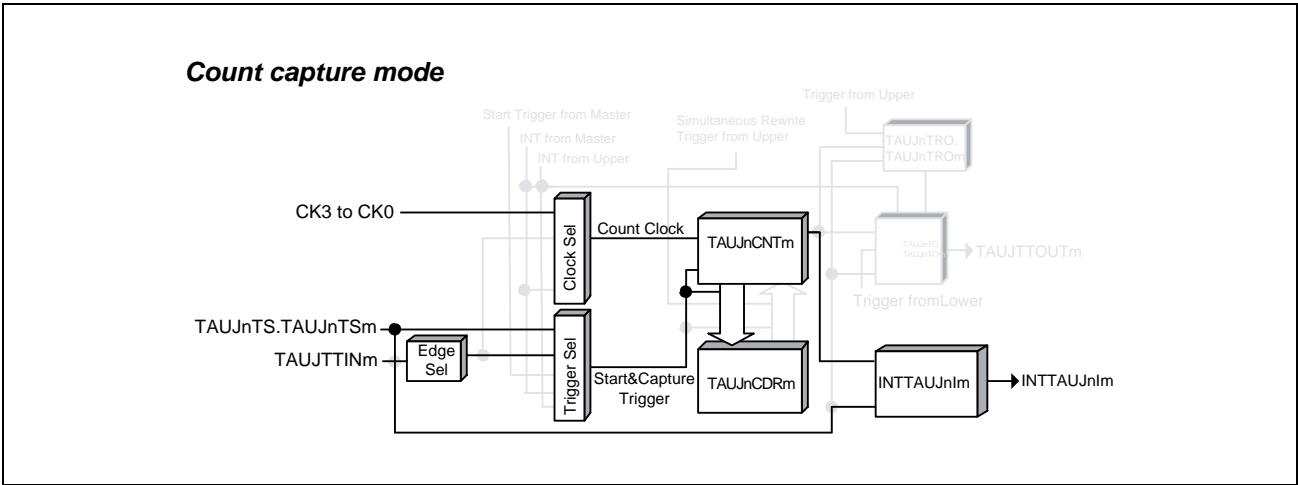 Count capture mode
Trigger from Upper
Start Trigger from Master
Simultaneous Rewrite
Trigger from Upper
INT from Master
INT from Upper
TAUJnTRO.
TAUJnTROm
CK3 to CK0
Clock Sel
Count Clock
TAUJnCNTm
TAUJnTO.
TAUJTTOUTm
Trigger fromLower
TAUJnTS.TAUJnTSm
TAUJTTINm
Edge
Sel
Trigger Sel
Start&Capture
Trigger
TAUJnCDRm
INTTAUJnIm
INTTAUJnIm